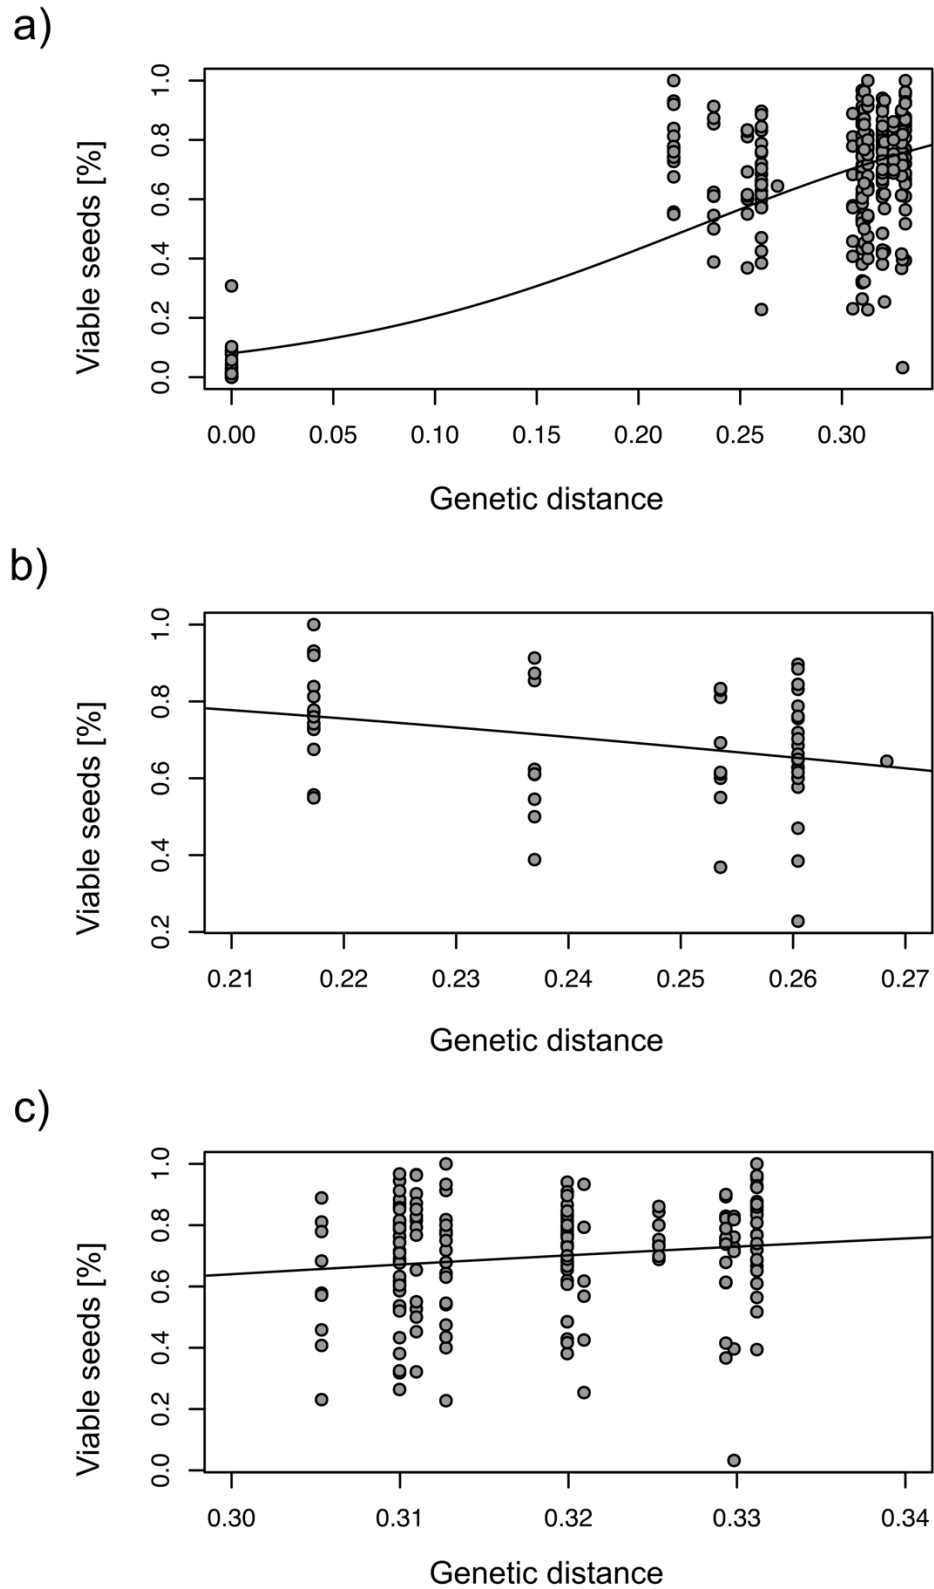 a)
Viable seeds [%]
0.0 0.2 0.4 0.6 0.8 1.0
0.00 0.05 0.10 0.15 0.20 0.25 0.30
Genetic distance
b)
Viable seeds [%]
0.2 0.4 0.6 0.8 1.0
0.21 0.22 0.23 0.24 0.25 0.26 0.27
Genetic distance
c)
Viable seeds [%]
0.0 0.2 0.4 0.6 0.8 1.0
0.30 0.31 0.32 0.33 0.34
Genetic distance